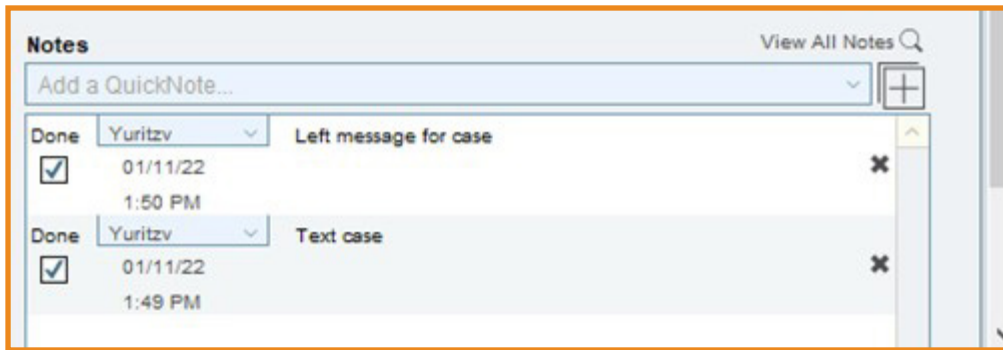 Notes
View All Notes
Add a QuickNote...
Done Yuritzv Left message for case
01/11/22
1:50 PM
Done Yuritzv Text case
01/11/22
1:49 PM